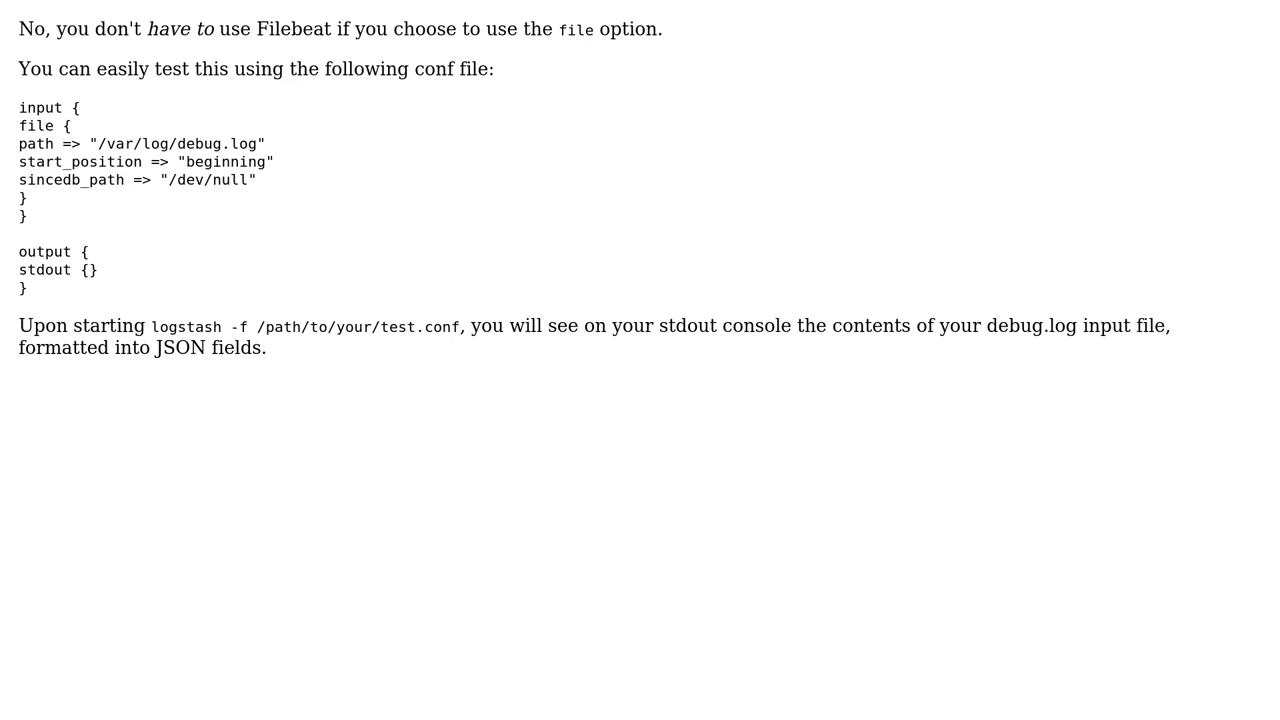 No, you don't have to use Filebeat if you choose to use the file option.
You can easily test this using the following conf file:
input {
file {
path => "/var/log/debug.log"
start_position => "beginning"
sincedb_path => "/dev/null"
}
}
output {
stdout {}
}
Upon starting logstash -f /path/to/your/test.conf, you will see on your stdout console the contents of your debug.log input file,
formatted into JSON fields.